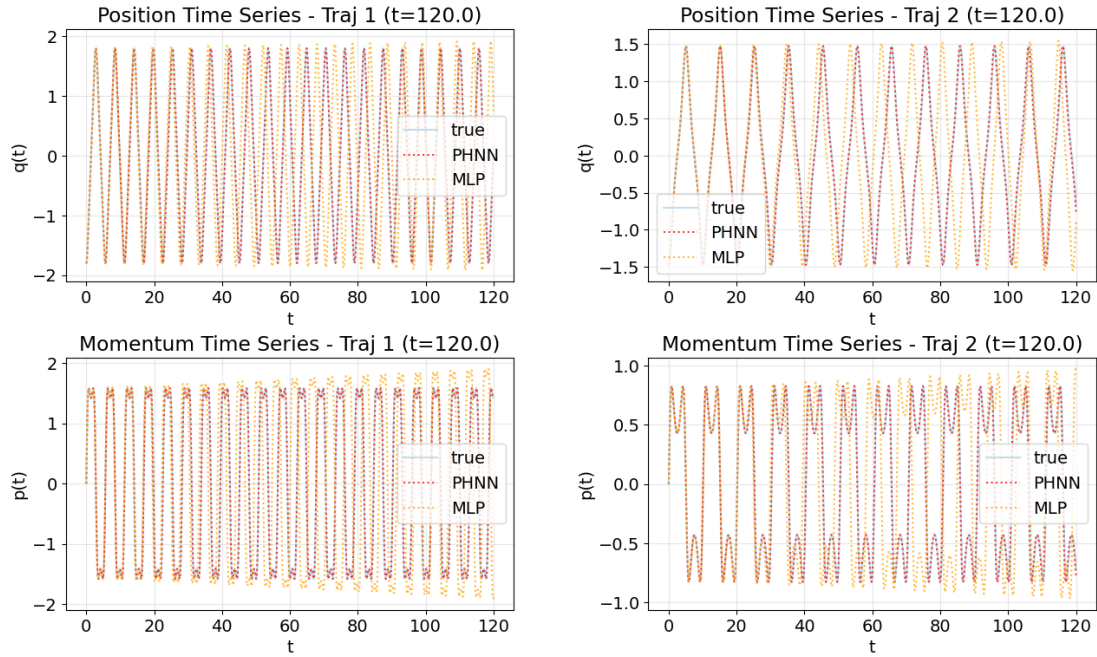 Position Time Series - Traj 1 (t=120.0)
2
1
0
−1
−2
q(t)
0 20 40 60 80 100 120
t
true
PHNN
MLP
Position Time Series - Traj 2 (t=120.0)
1.5
1.0
0.5
0.0
−0.5
−1.0
−1.5
q(t)
0 20 40 60 80 100 120
t
true
PHNN
MLP
Momentum Time Series - Traj 1 (t=120.0)
2
1
0
−1
−2
p(t)
0 20 40 60 80 100 120
t
true
PHNN
MLP
Momentum Time Series - Traj 2 (t=120.0)
1.0
0.5
0.0
−0.5
−1.0
p(t)
0 20 40 60 80 100 120
t
true
PHNN
MLP